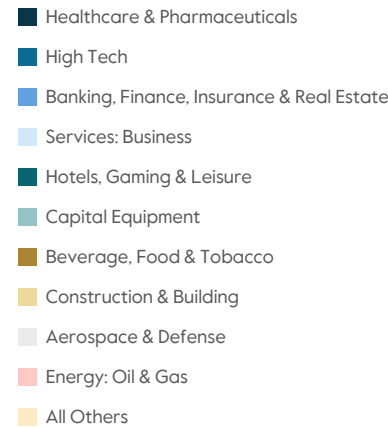 Healthcare & Pharmaceuticals
High Tech
Banking, Finance, Insurance & Real Estate
Services: Business
Hotels, Gaming & Leisure
Capital Equipment
Beverage, Food & Tobacco
Construction & Building
Aerospace & Defense
Energy: Oil & Gas
All Others